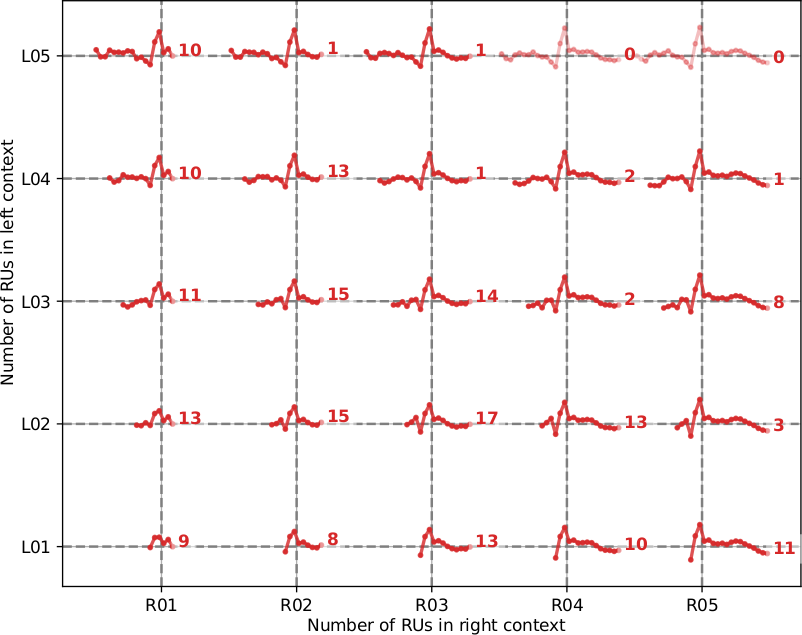 Number of RUs in left context
L05 10 1 1 0 0
L04 10 13 1 2 1
L03 11 15 14 2 8
L02 13 15 17 13 3
L01 9 8 13 10 11
R01 R02 R03 R04 R05
Number of RUs in right context